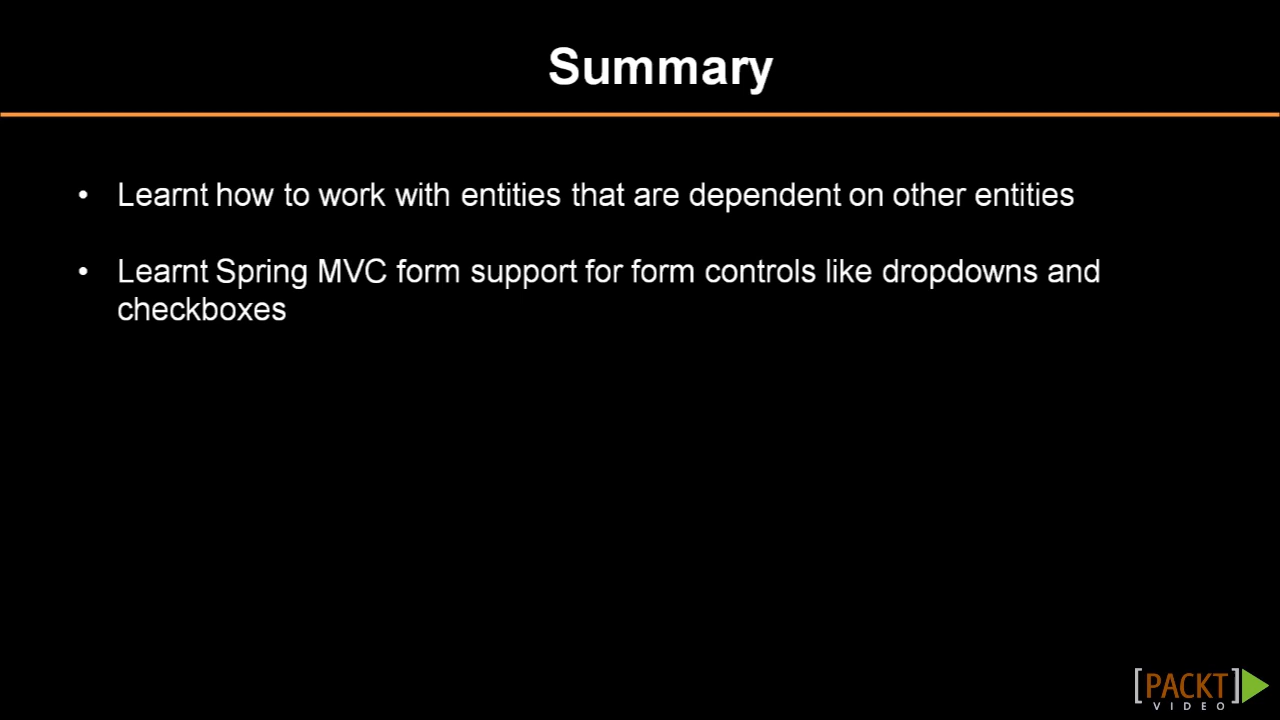 Summary
• Learnt how to work with entities that are dependent on other entities
• Learnt Spring MVC form support for form controls like dropdowns and
checkboxes
[PACKT]
VIDEO